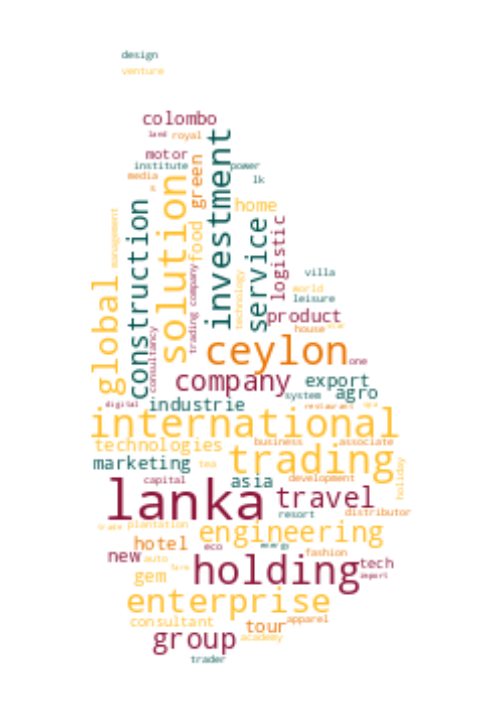 design
venture
colombo
land royal
motor
institute power
media
lk
green
investment
solution
home
construction
food
service
logistic
management
trading company
technology
villa
world
leisure
global
product
house
consultancy
ceylon
one
company export
system agro
digital industrie restaurant
international
technologies business associate
trading
marketing tea
asia
holiday
capital development
lanka travel
resort distributor
trade plantation
engineering
hotel eco energy
new auto fashion
holding tech
gem farm import
enterprise
consultant tour apparel
group academy
trader